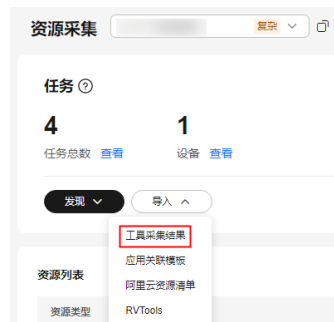 资源采集 复杂
任务
4 1
任务总数 查看 设备 查看
发现 导入
工具采集结果
应用关联模板
资源列表
阿里云资源清单
资源类型 RVTools